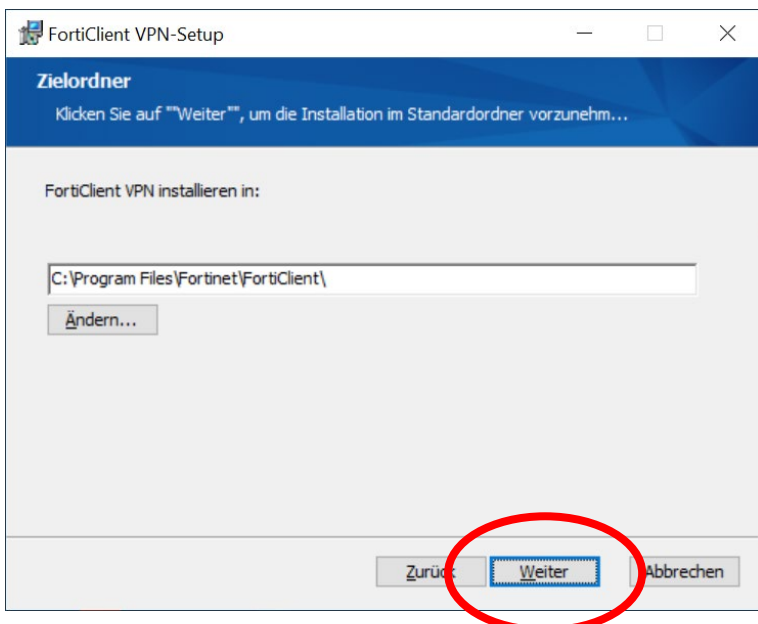 FortiClient VPN-Setup
Zielordner
Klicken Sie auf ""Weiter"", um die Installation im Standardordner vorzunehm...
FortiClient VPN installieren in:
C:\Program Files\Fortinet\FortiClient\
Ändern...
Zurück Weiter Abbrechen